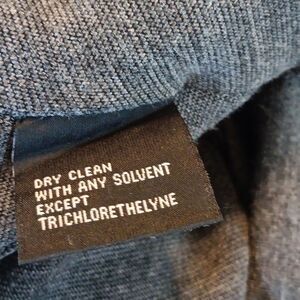 DRY CLEAN
WITH ANY SOLVENT
EXCEPT
TRICHLORETHELYNE